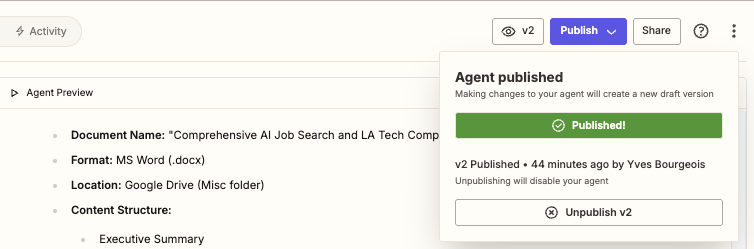 Activity
v2
Publish
Share
Agent Preview
Agent published
Making changes to your agent will create a new draft version
Published!
v2 Published • 44 minutes ago by Yves Bourgeois
Unpublishing will disable your agent
Unpublish v2
Document Name: "Comprehensive AI Job Search and LA Tech Comp
Format: MS Word (.docx)
Location: Google Drive (Misc folder)
Content Structure:
Executive Summary